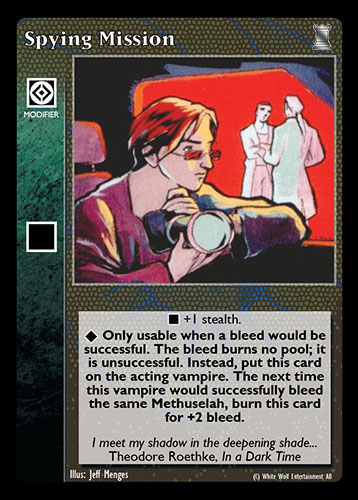 Spying Mission
MODIFIER
+1 stealth.
Only usable when a bleed would be
successful. The bleed burns no pool; it
is unsuccessful. Instead, put this card
on the acting vampire. The next time
this vampire would successfully bleed
the same Methuselah, burn this card
for +2 bleed.
I meet my shadow in the deepening shade...
Theodore Roethke, In a Dark Time
Illus: Jeff Menges
(C) White Wolf Entertainment AB